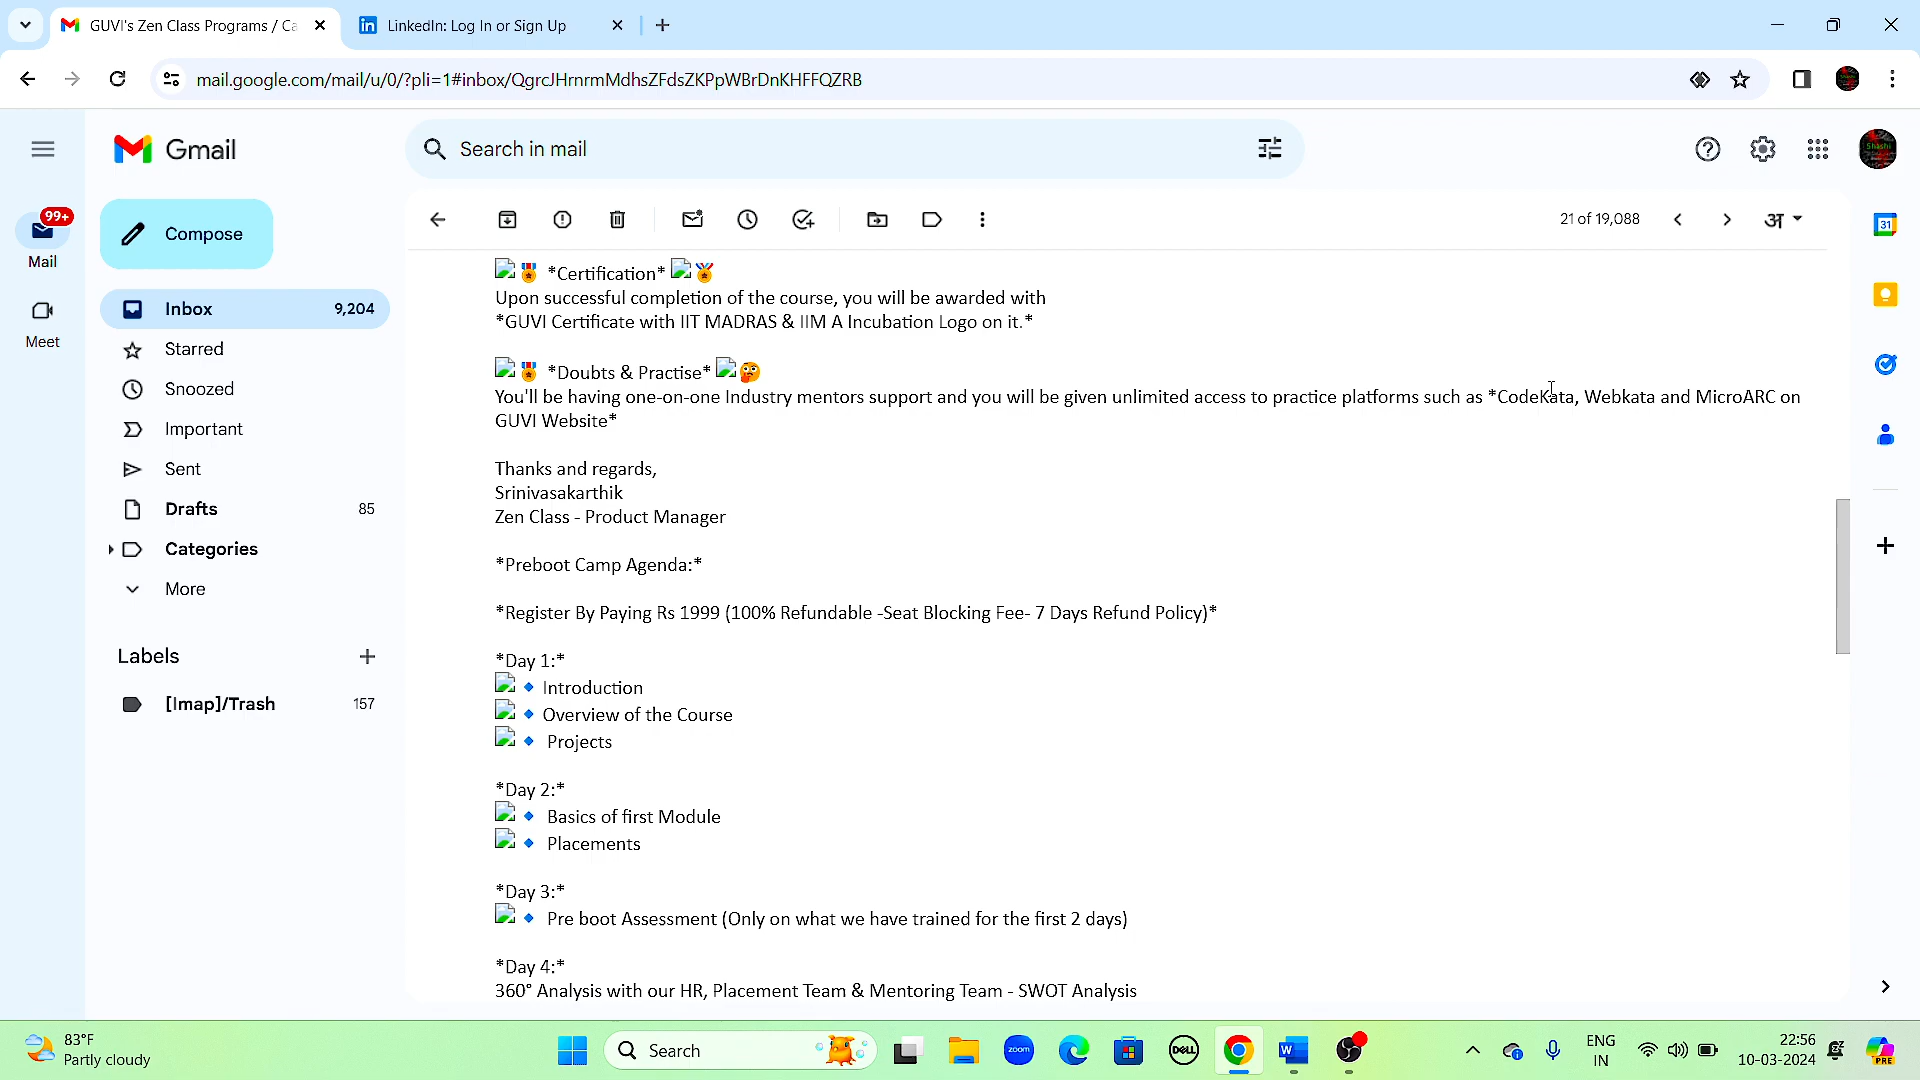 GUVI's Zen Class Programs / Ca
LinkedIn: Log In or Sign Up
mail.google.com/mail/u/0/?pli=1#inbox/QgrcJHrnrmMdhsZFdsZKPpWBrDnKHFFQZRB
Gmail
Search in mail
Shashi
99+
Mail
Meet
Compose
Inbox 9,204
Starred
Snoozed
Important
Sent
Drafts 85
Categories
More
Labels
[Imap]/Trash 157
21 of 19,088
अ
31
*Certification*
Upon successful completion of the course, you will be awarded with
*GUVI Certificate with IIT MADRAS & IIM A Incubation Logo on it.*
*Doubts & Practise*
You'll be having one-on-one Industry mentors support and you will be given unlimited access to practice platforms such as *CodeKata, Webkata and MicroARC on
GUVI Website*
Thanks and regards,
Srinivasakarthik
Zen Class - Product Manager
*Preboot Camp Agenda:*
*Register By Paying Rs 1999 (100% Refundable -Seat Blocking Fee- 7 Days Refund Policy)*
*Day 1:*
Introduction
Overview of the Course
Projects
*Day 2:*
Basics of first Module
Placements
*Day 3:*
Pre boot Assessment (Only on what we have trained for the first 2 days)
*Day 4:*
360° Analysis with our HR, Placement Team & Mentoring Team - SWOT Analysis
83°F
Partly cloudy
Search
zoom
DELL
W
ENG
IN
22:56
10-03-2024
PRE